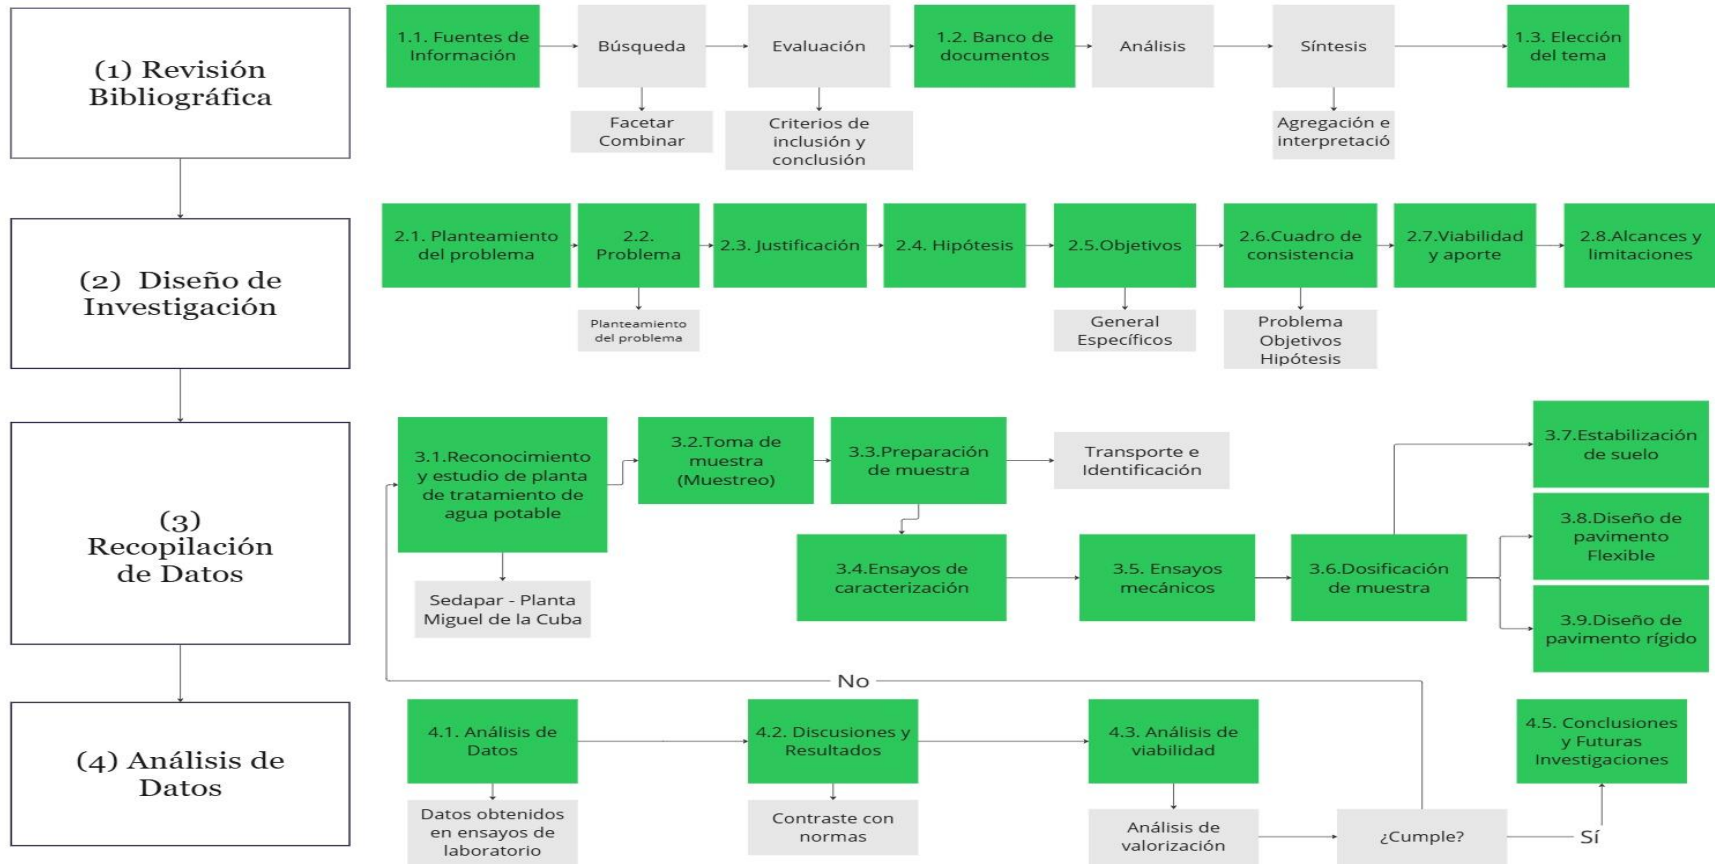 (1) Revisión
Bibliográfica
1.1. Fuentes de
Información
Búsqueda
Evaluación
1.2. Banco de
documentos
Análisis
Síntesis
1.3. Elección
del tema
Facetar
Combinar
Criterios de
inclusión y
conclusión
Agregación e
interpretació
(2) Diseño de
Investigación
2.1. Planteamiento
del problema
2.2.
Problema
2.3. Justificación
2.4. Hipótesis
2.5.Objetivos
2.6.Cuadro de
consistencia
2.7.Viabilidad
y aporte
2.8.Alcances y
limitaciones
Planteamiento
del problema
General
Específicos
Problema
Objetivos
Hipótesis
(3)
Recopilación
de Datos
3.1.Reconocimiento
y estudio de planta
de tratamiento de
agua potable
3.2.Toma de
muestra
(Muestreo)
3.3.Preparación
de muestra
Transporte e
Identificación
3.7.Estabilización
de suelo
3.4.Ensayos de
caracterización
3.5. Ensayos
mecánicos
3.6.Dosificación
de muestra
3.8.Diseño de
pavimento
Flexible
3.9.Diseño de
pavimento rígido
Sedapar - Planta
Miguel de la Cuba
No
(4) Análisis de
Datos
4.1. Análisis de
Datos
4.2. Discusiones y
Resultados
4.3. Análisis de
viabilidad
4.5. Conclusiones
y Futuras
Investigaciones
Datos obtenidos
en ensayos de
laboratorio
Contraste con
normas
Análisis de
valorización
¿Cumple?
Sí